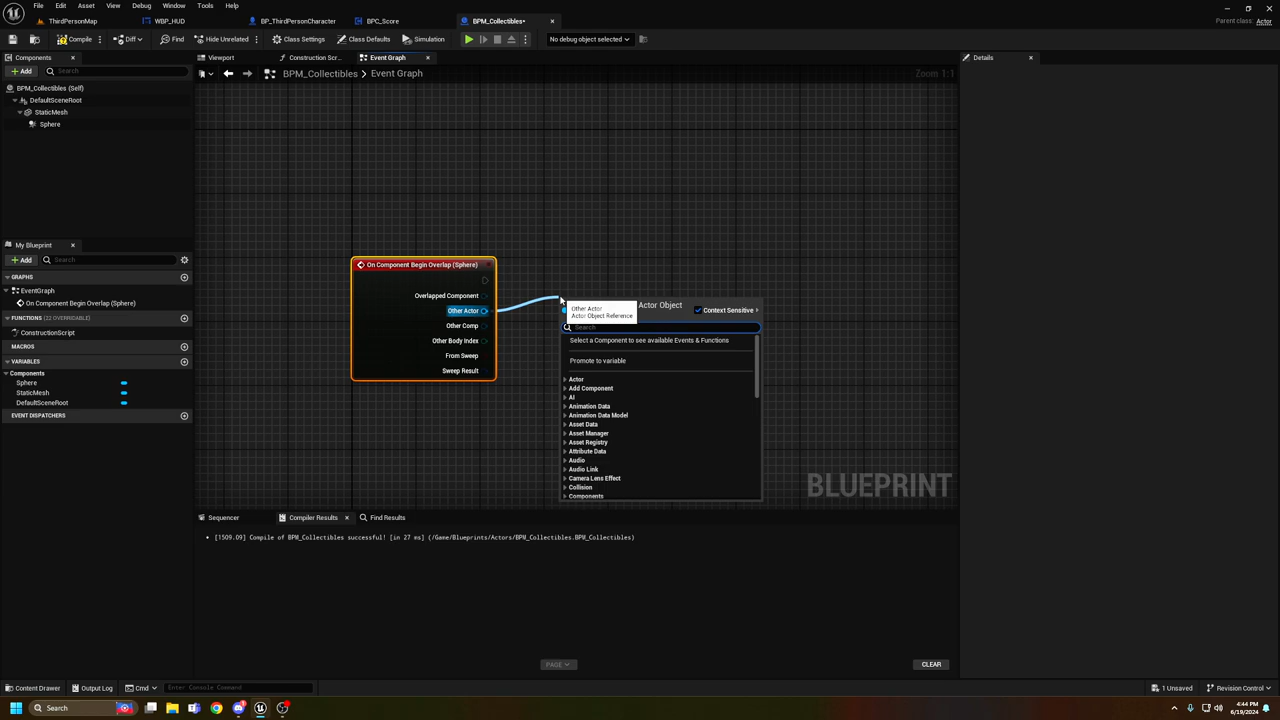 File Edit Asset View Debug Window Tools Help
Parent class: Actor
ThirdPersonMap WBP_HUD BP_ThirdPersonCharacter BPC_Score BPM_Collectibles•
Compile Diff Find Hide Unrelated Class Settings Class Defaults Simulation No debug object selected
Components
Viewport Construction Scr... Event Graph
Details
Add Search
BPM_Collectibles > Event Graph
Zoom 1:1
BPM_Collectibles (Self)
DefaultSceneRoot
StaticMesh
Sphere
My Blueprint
Add Search
GRAPHS
EventGraph
On Component Begin Overlap (Sphere)
FUNCTIONS (22 OVERRIDABLE)
ConstructionScript
MACROS
VARIABLES
Components
Sphere
StaticMesh
DefaultSceneRoot
EVENT DISPATCHERS
On Component Begin Overlap (Sphere)
Overlapped Component
Other Actor
Other Comp
Other Body Index
From Sweep
Sweep Result
Other Actor
Actor Object Reference
Actor Object
Context Sensitive
Search
Select a Component to see available Events & Functions
Promote to variable
Actor
Add Component
AI
Animation Data
Animation Data Model
Asset Data
Asset Manager
Asset Registry
Attribute Data
Audio
Audio Link
Camera Lens Effect
Collision
Components
BLUEPRINT
Sequencer Compiler Results Find Results
• [1509.09] Compile of BPM_Collectibles successful! [in 27 ms] (/Game/Blueprints/Actors/BPM_Collectibles.BPM_Collectibles)
PAGE
CLEAR
Content Drawer Output Log Cmd Enter Console Command
1 Unsaved Revision Control
Search
4:44 PM
6/19/2024